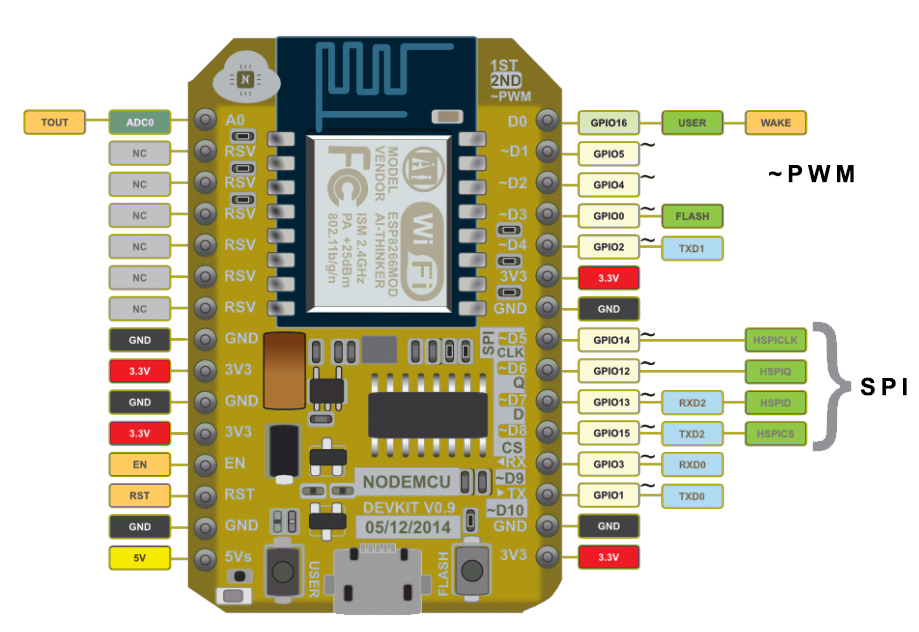 1ST
2ND
~PWM
TOUT ADC0 A0 D0 GPIO16 USER WAKE
NC RSV ~D1 GPIO5 ~
NC RSV ~D2 GPIO4 ~
~PWM
NC RSV ~D3 GPIO0 ~ FLASH
NC RSV ~D4 GPIO2 ~ TXD1
NC RSV 3V3 3.3V
NC RSV GND GND
MODEL ESP8266MOD
VENDOR AI-THINKER
ISM 2.4GHz
PA +25dBm
802.11b/g/n
FC
Ai
Wi Fi
GND GND ~D5 GPIO14 ~ HSPICLK
SPI CLK
3.3V 3V3 ~D6 GPIO12 ~ HSPIQ
Q
SPI
GND GND ~D7 GPIO13 ~ RXD2 HSPID
D
3.3V 3V3 ~D8 GPIO15 ~ TXD2 HSPICS
CS
EN EN RX GPIO3 ~ RXD0
NODEMCU ~D9
RST RST TX GPIO1 ~ TXD0
DEVKIT V0.9 ~D10
GND GND 05/12/2014 GND GND
5V 5Vs 3V3 3.3V
USER FLASH